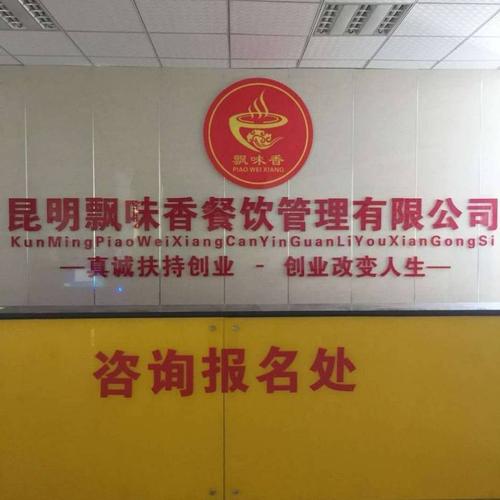 飘味香
PIAO WEI XIANG
昆明飘味香餐饮管理有限公司
KunMingPiaoWeiXiangCanYinGuanLiYouXianGongSi
—真诚扶持创业 - 创业改变人生—
咨询报名处